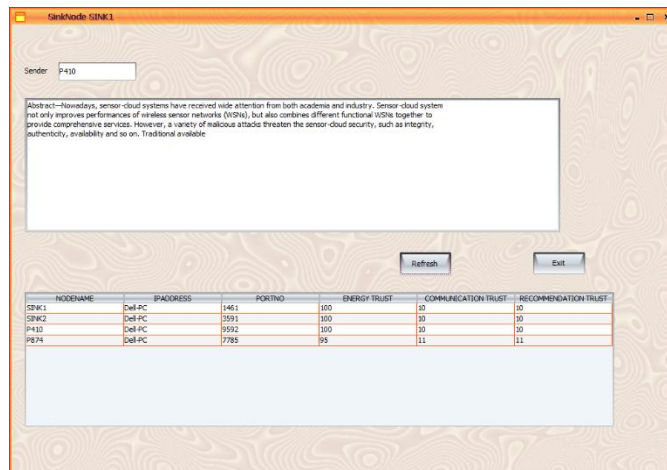 SinkNode SINK1
Sender P410
Abstract—Nowadays, sensor-cloud systems have received wide attention from both academia and industry. Sensor-cloud system
not only improves performances of wireless sensor networks (WSNs), but also combines different functional WSNs together to
provide comprehensive services. However, a variety of malicious attacks threaten the sensor-cloud security, such as integrity,
authenticity, availability and so on. Traditional available
Refresh Exit
NODENAME IPADDRESS PORTNO ENERGY TRUST COMMUNICATION TRUST RECOMMENDATION TRUST
SINK1 Dell-PC 1461 100 10 10
SINK2 Dell-PC 3591 100 10 10
P410 Dell-PC 9592 100 10 10
P874 Dell-PC 7785 95 11 11